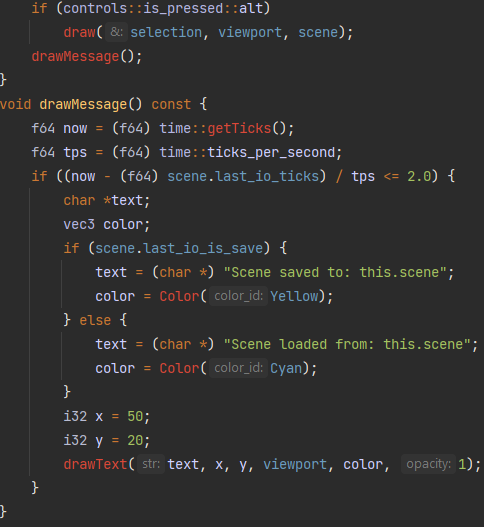 if (controls::is_pressed::alt)
        draw(&: selection, viewport, scene);
    drawMessage();
}
void drawMessage() const {
    f64 now = (f64) time::getTicks();
    f64 tps = (f64) time::ticks_per_second;
    if ((now - (f64) scene.last_io_ticks) / tps <= 2.0) {
        char *text;
        vec3 color;
        if (scene.last_io_is_save) {
            text = (char *) "Scene saved to: this.scene";
            color = Color( color_id: Yellow);
        } else {
            text = (char *) "Scene loaded from: this.scene";
            color = Color( color_id: Cyan);
        }
        i32 x = 50;
        i32 y = 20;
        drawText( str: text, x, y, viewport, color, opacity: 1);
    }
}